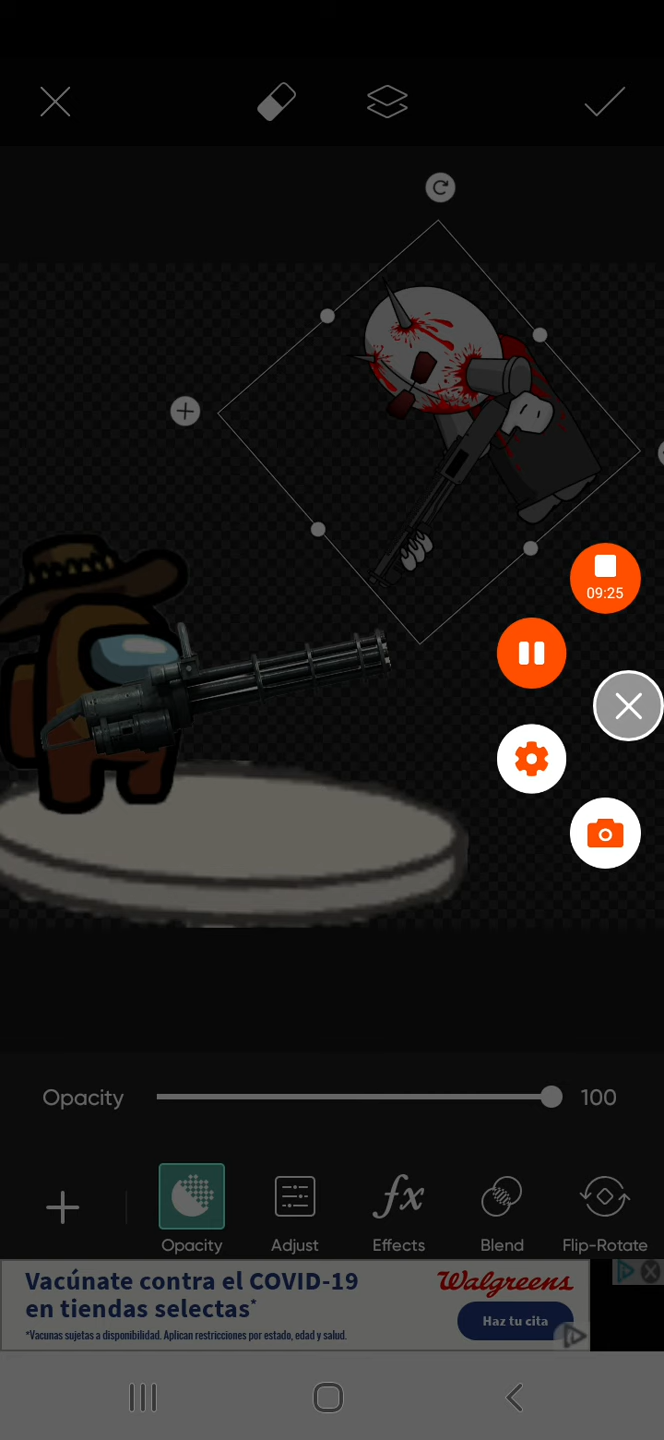 09:25
Opacity 100
fx
Opacity Adjust Effects Blend Flip-Rotate
Vacúnate contra el COVID-19
en tiendas selectas*
*Vacunas sujetas a disponibilidad. Aplican restricciones por estado, edad y salud.
Walgreens
Haz tu cita